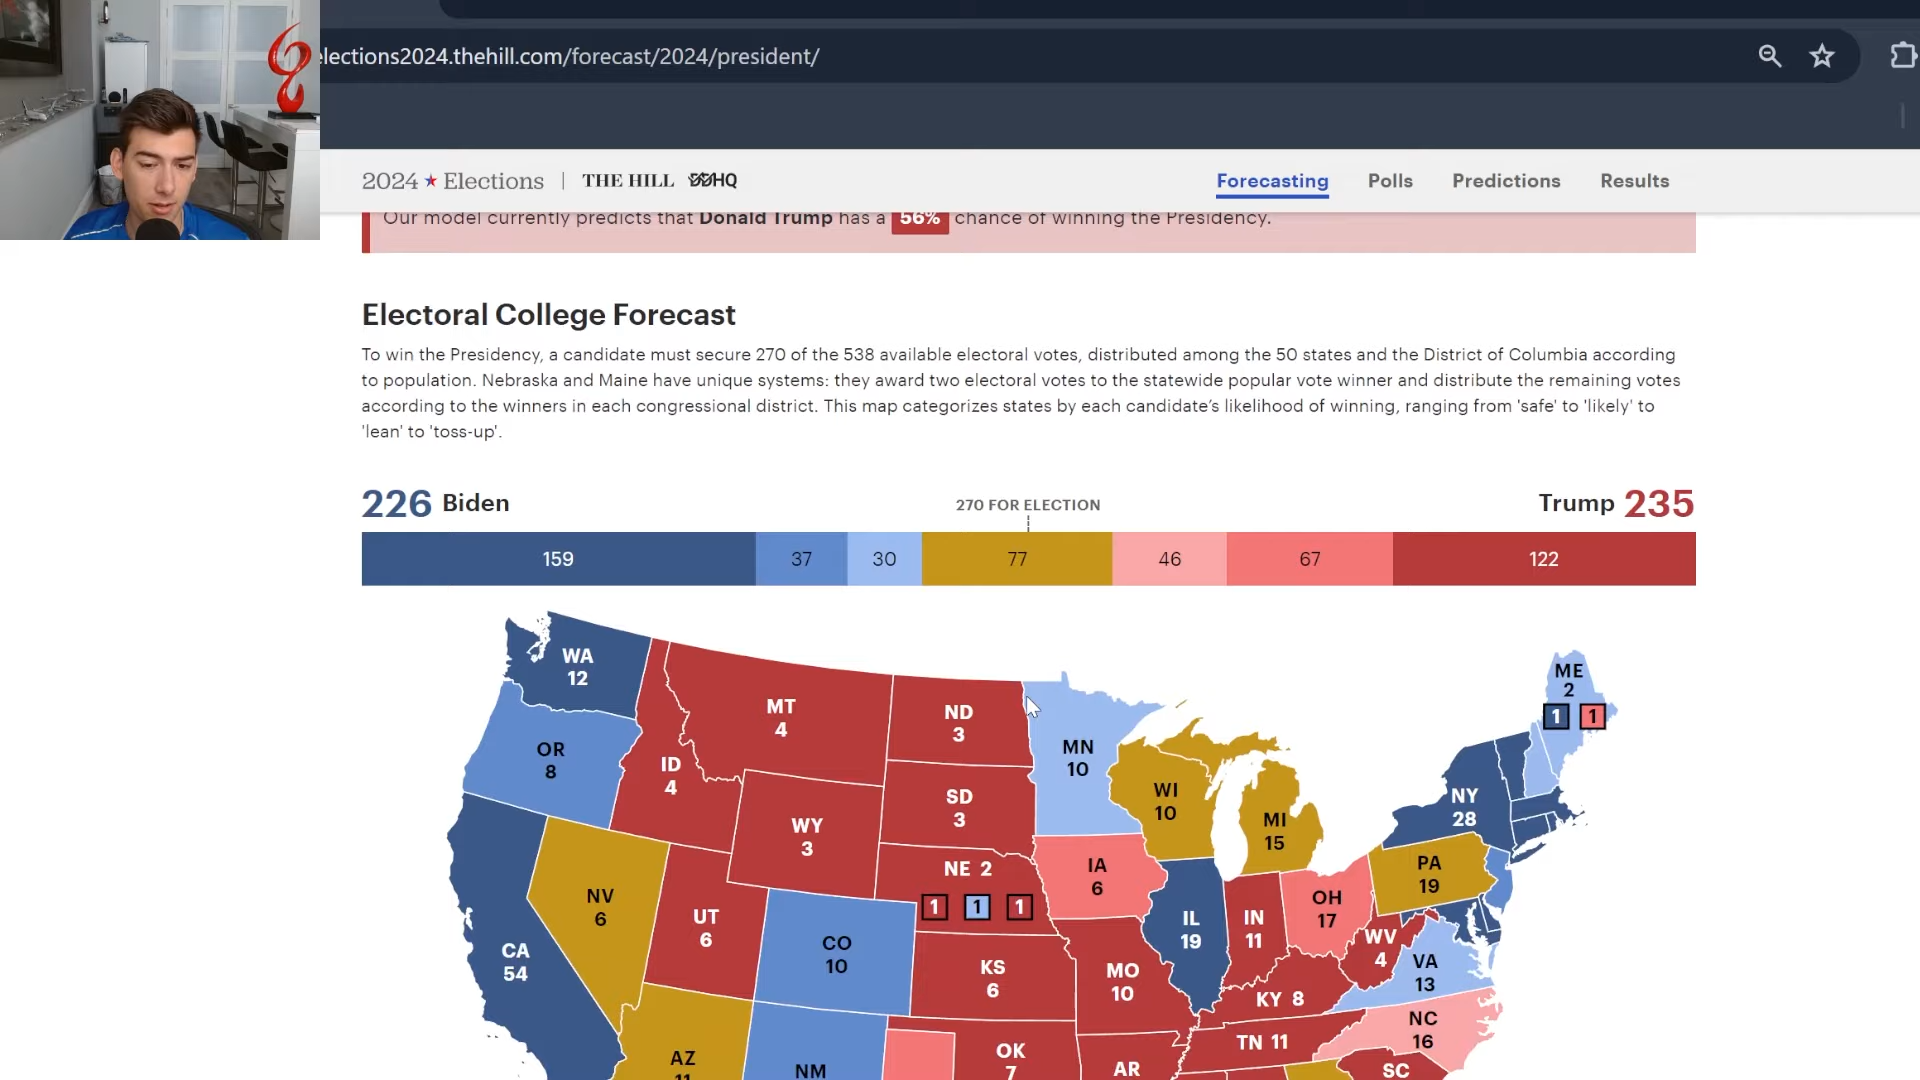 elections2024.thehill.com/forecast/2024/president/
2024 ★ Elections | THE HILL DDHQ
Forecasting Polls Predictions Results
Our model currently predicts that Donald Trump has a 56% chance of winning the Presidency.
Electoral College Forecast
To win the Presidency, a candidate must secure 270 of the 538 available electoral votes, distributed among the 50 states and the District of Columbia according
to population. Nebraska and Maine have unique systems: they award two electoral votes to the statewide popular vote winner and distribute the remaining votes
according to the winners in each congressional district. This map categorizes states by each candidate’s likelihood of winning, ranging from 'safe' to 'likely' to
'lean' to 'toss-up'.
226 Biden
270 FOR ELECTION
Trump 235
159 37 30 77 46 67 122
WA
12
OR
8
ID
4
MT
4
ND
3
MN
10
ME
2
1 1
WY
3
SD
3
WI
10
MI
15
NY
28
NV
6
UT
6
NE 2
1 1 1
IA
6
PA
19
CA
54
CO
10
KS
6
MO
10
IL
19
IN
11
OH
17
WV
4
VA
13
KY 8
NC
16
TN 11
AZ
11
NM
OK
7
AR
SC